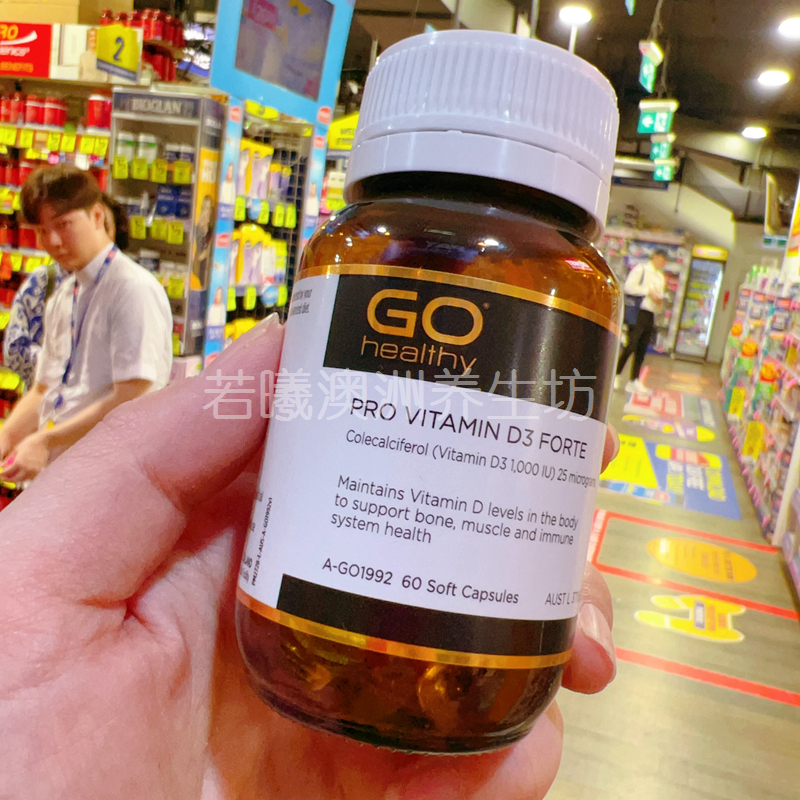 2
BIOGLAN
GO
healthy
PRO VITAMIN D3 FORTE
Colecalciferol (Vitamin D3 1,000 IU) 25
Maintains Vitamin D levels in the body
to support bone, muscle and immune
system health
A-GO1992 60 Soft Capsules
AUST L
若曦澳洲养生坊